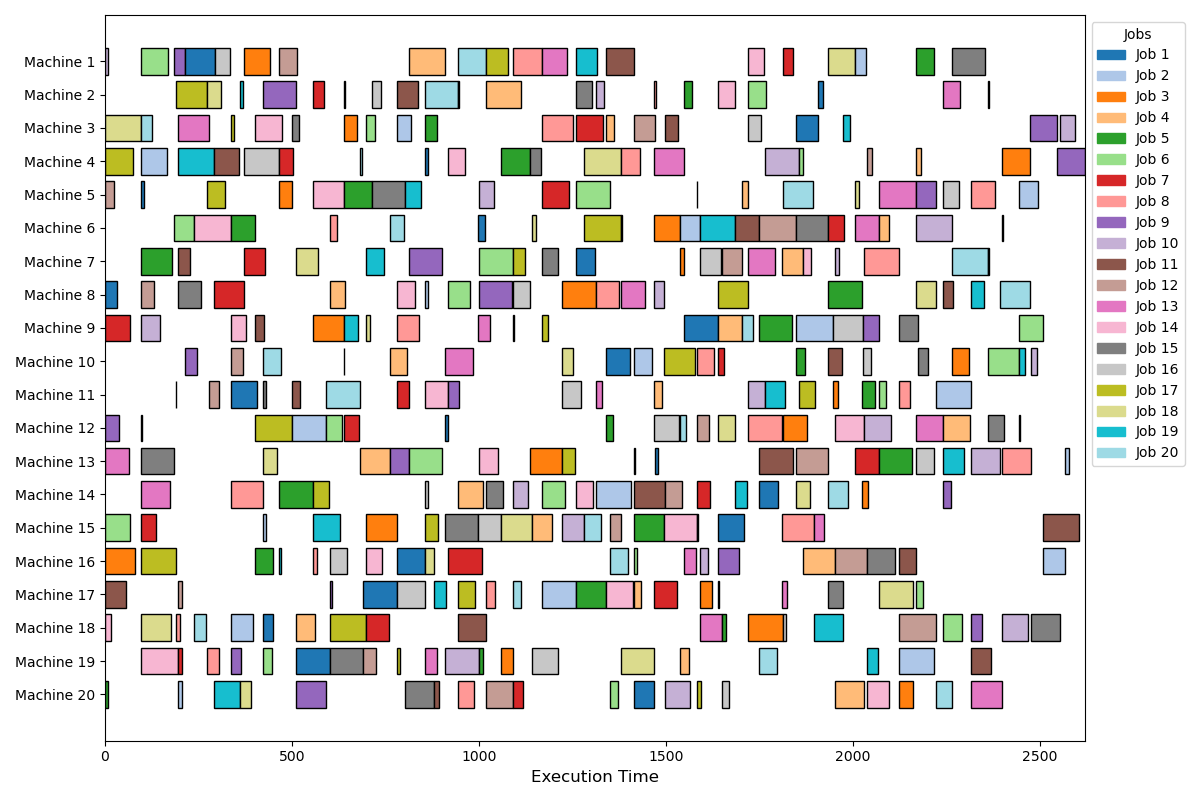 Machine 1
Machine 2
Machine 3
Machine 4
Machine 5
Machine 6
Machine 7
Machine 8
Machine 9
Machine 10
Machine 11
Machine 12
Machine 13
Machine 14
Machine 15
Machine 16
Machine 17
Machine 18
Machine 19
Machine 20
0 500 1000 1500 2000 2500
Execution Time
Jobs
Job 1
Job 2
Job 3
Job 4
Job 5
Job 6
Job 7
Job 8
Job 9
Job 10
Job 11
Job 12
Job 13
Job 14
Job 15
Job 16
Job 17
Job 18
Job 19
Job 20